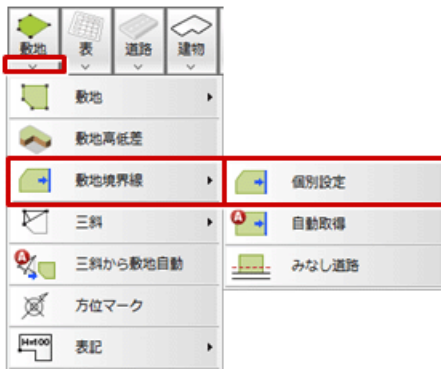 敷地
表
道路
建物
敷地
敷地高低差
敷地境界線
個別設定
三斜
A
自動取得
A
三斜から敷地自動
みなし道路
方位マーク
H=100
表記